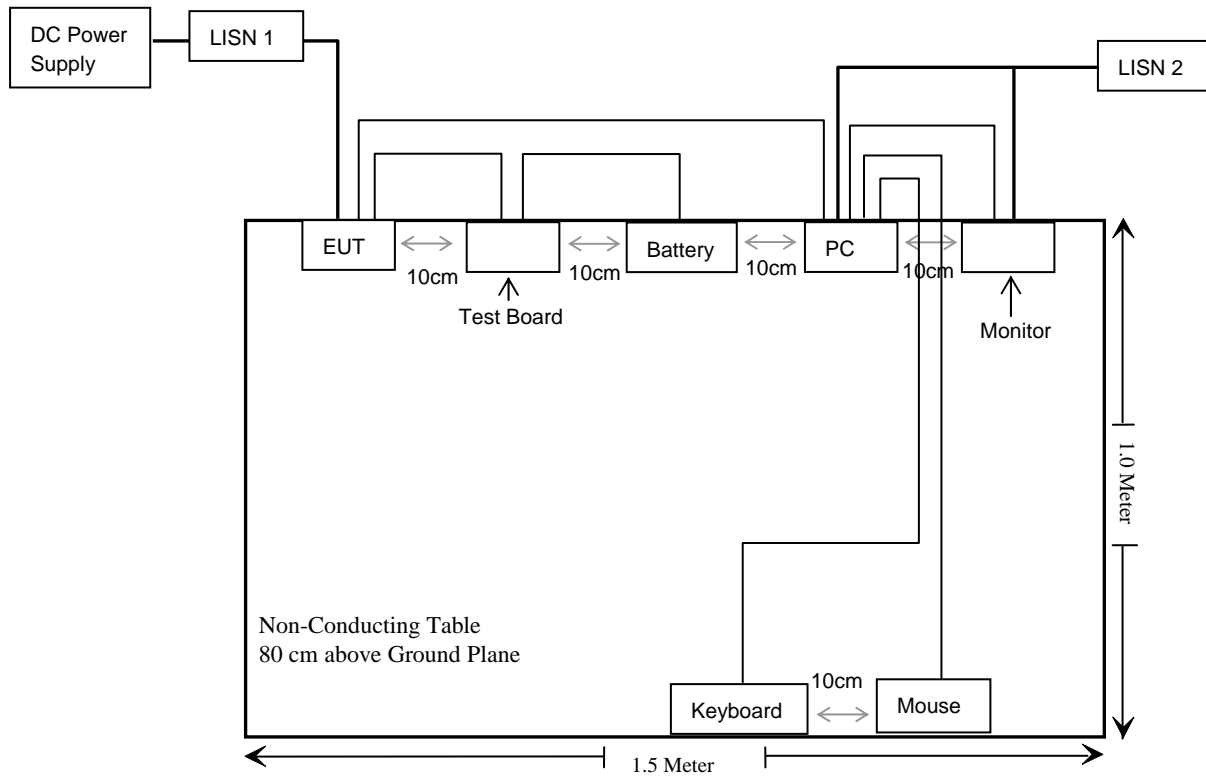 DC Power
Supply
LISN 1
LISN 2
EUT
10cm
10cm
Battery
10cm
PC
10cm
Test Board
Monitor
1.0 Meter
Non-Conducting Table
80 cm above Ground Plane
10cm
Keyboard
Mouse
1.5 Meter